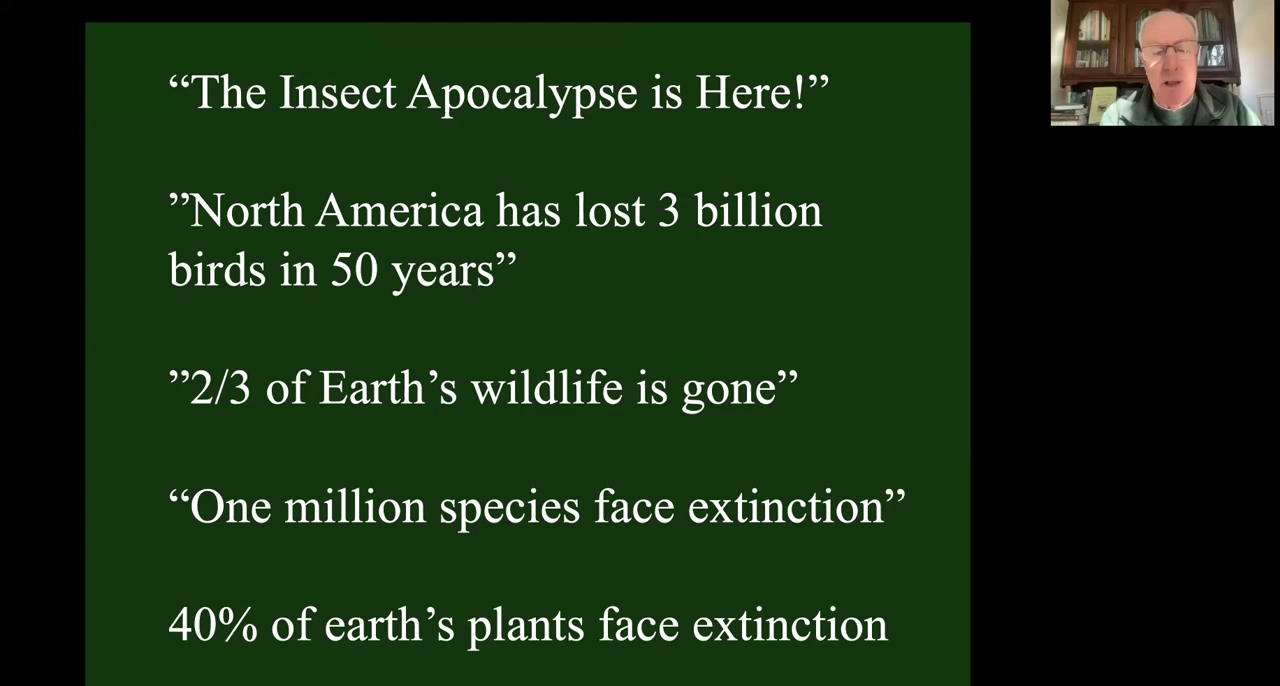 “The Insect Apocalypse is Here!”
”North America has lost 3 billion
birds in 50 years”
”2/3 of Earth’s wildlife is gone”
“One million species face extinction”
40% of earth’s plants face extinction